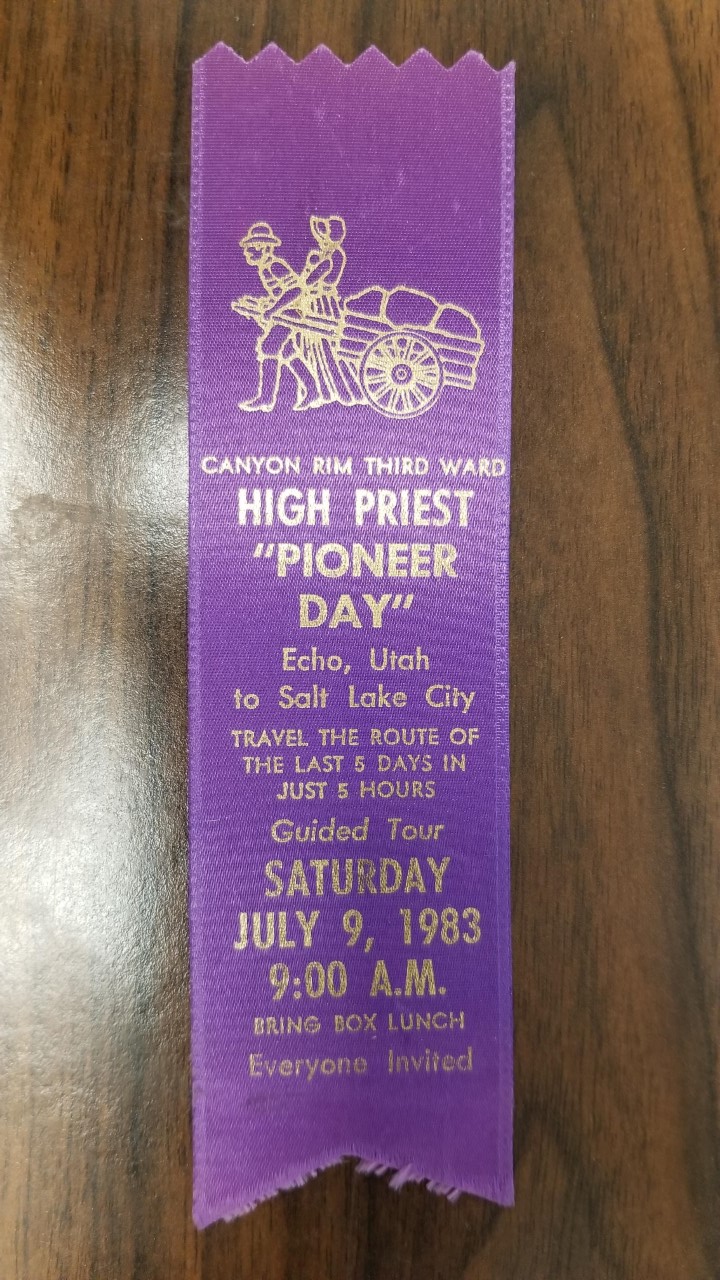 CANYON RIM THIRD WARD
HIGH PRIEST
"PIONEER
DAY"
Echo, Utah
to Salt Lake City
TRAVEL THE ROUTE OF
THE LAST 5 DAYS IN
JUST 5 HOURS
Guided Tour
SATURDAY
JULY 9, 1983
9:00 A.M.
BRING BOX LUNCH
Everyone Invited